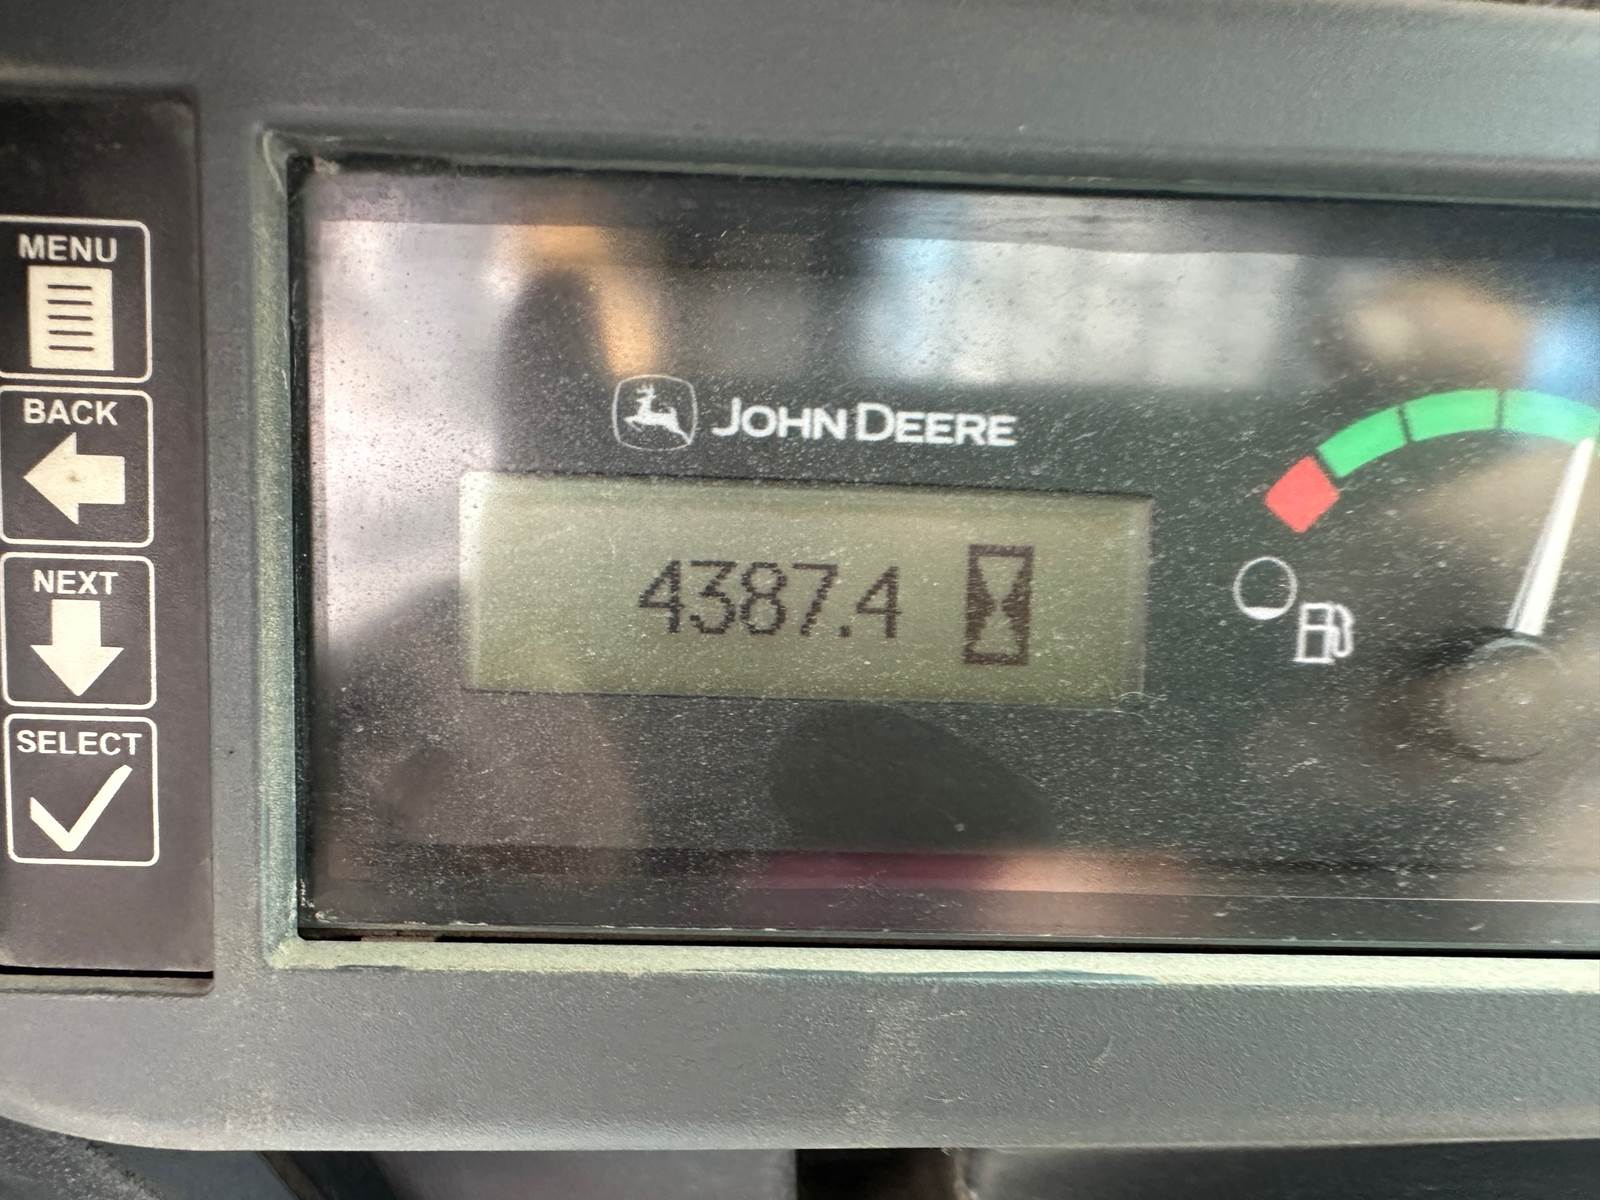 MENU
BACK
NEXT
SELECT
JOHN DEERE
4387.4